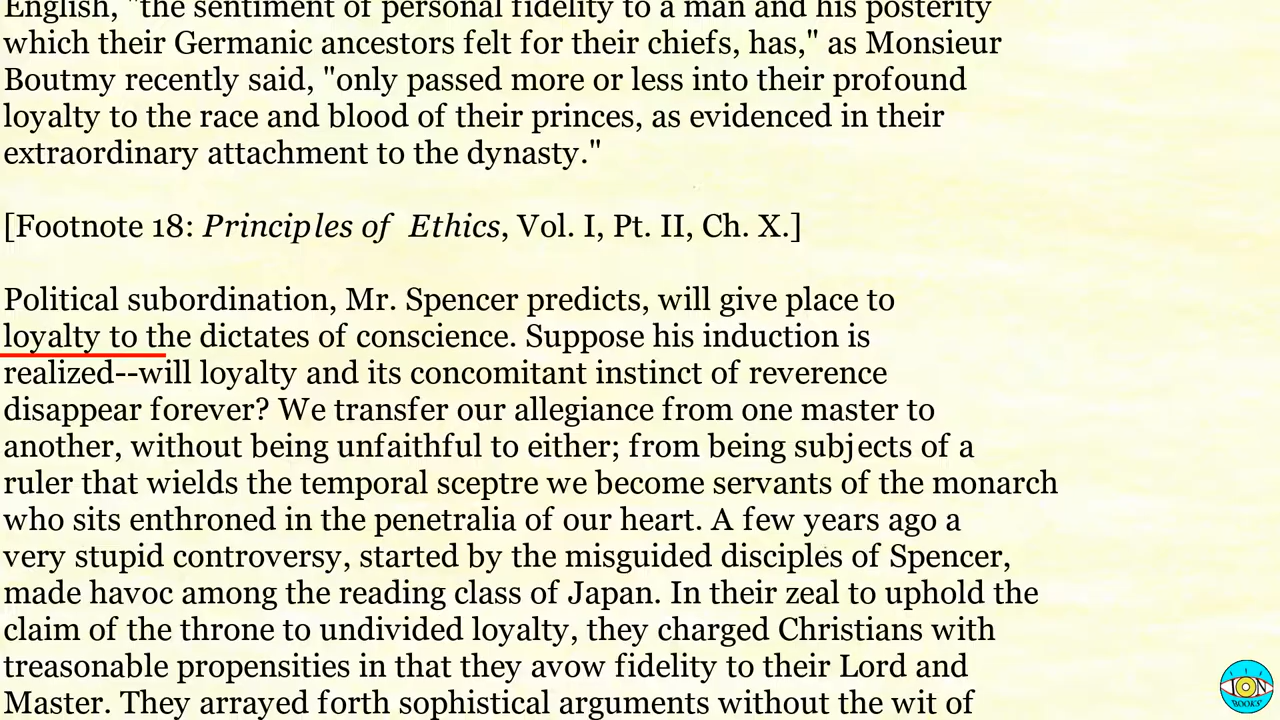 English, "the sentiment of personal fidelity to a man and his posterity
which their Germanic ancestors felt for their chiefs, has," as Monsieur
Boutmy recently said, "only passed more or less into their profound
loyalty to the race and blood of their princes, as evidenced in their
extraordinary attachment to the dynasty."
[Footnote 18: Principles of Ethics, Vol. I, Pt. II, Ch. X.]
Political subordination, Mr. Spencer predicts, will give place to
loyalty to the dictates of conscience. Suppose his induction is
realized--will loyalty and its concomitant instinct of reverence
disappear forever? We transfer our allegiance from one master to
another, without being unfaithful to either; from being subjects of a
ruler that wields the temporal sceptre we become servants of the monarch
who sits enthroned in the penetralia of our heart. A few years ago a
very stupid controversy, started by the misguided disciples of Spencer,
made havoc among the reading class of Japan. In their zeal to uphold the
claim of the throne to undivided loyalty, they charged Christians with
treasonable propensities in that they avow fidelity to their Lord and
Master. They arrayed forth sophistical arguments without the wit of
ION
BOOKS